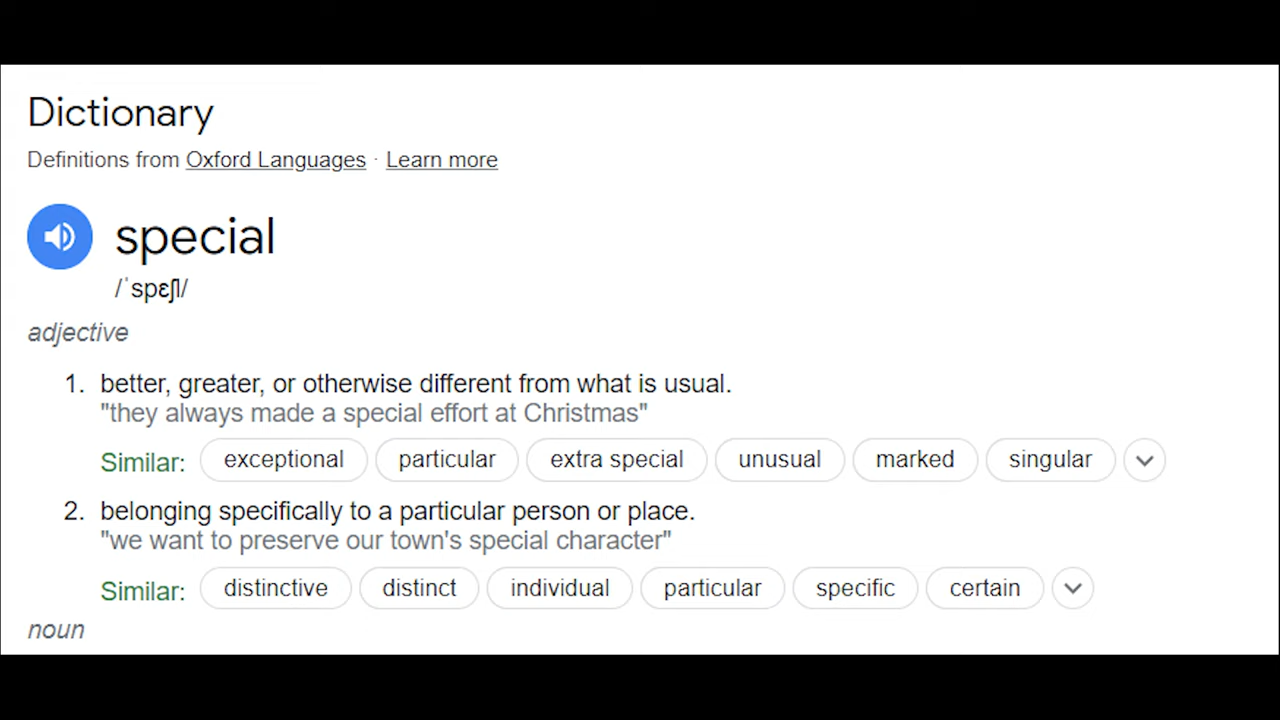 Dictionary
Definitions from Oxford Languages · Learn more
special
/ˈspɛʃl/
adjective
1. better, greater, or otherwise different from what is usual.
"they always made a special effort at Christmas"
Similar: exceptional particular extra special unusual marked singular
2. belonging specifically to a particular person or place.
"we want to preserve our town's special character"
Similar: distinctive distinct individual particular specific certain
noun